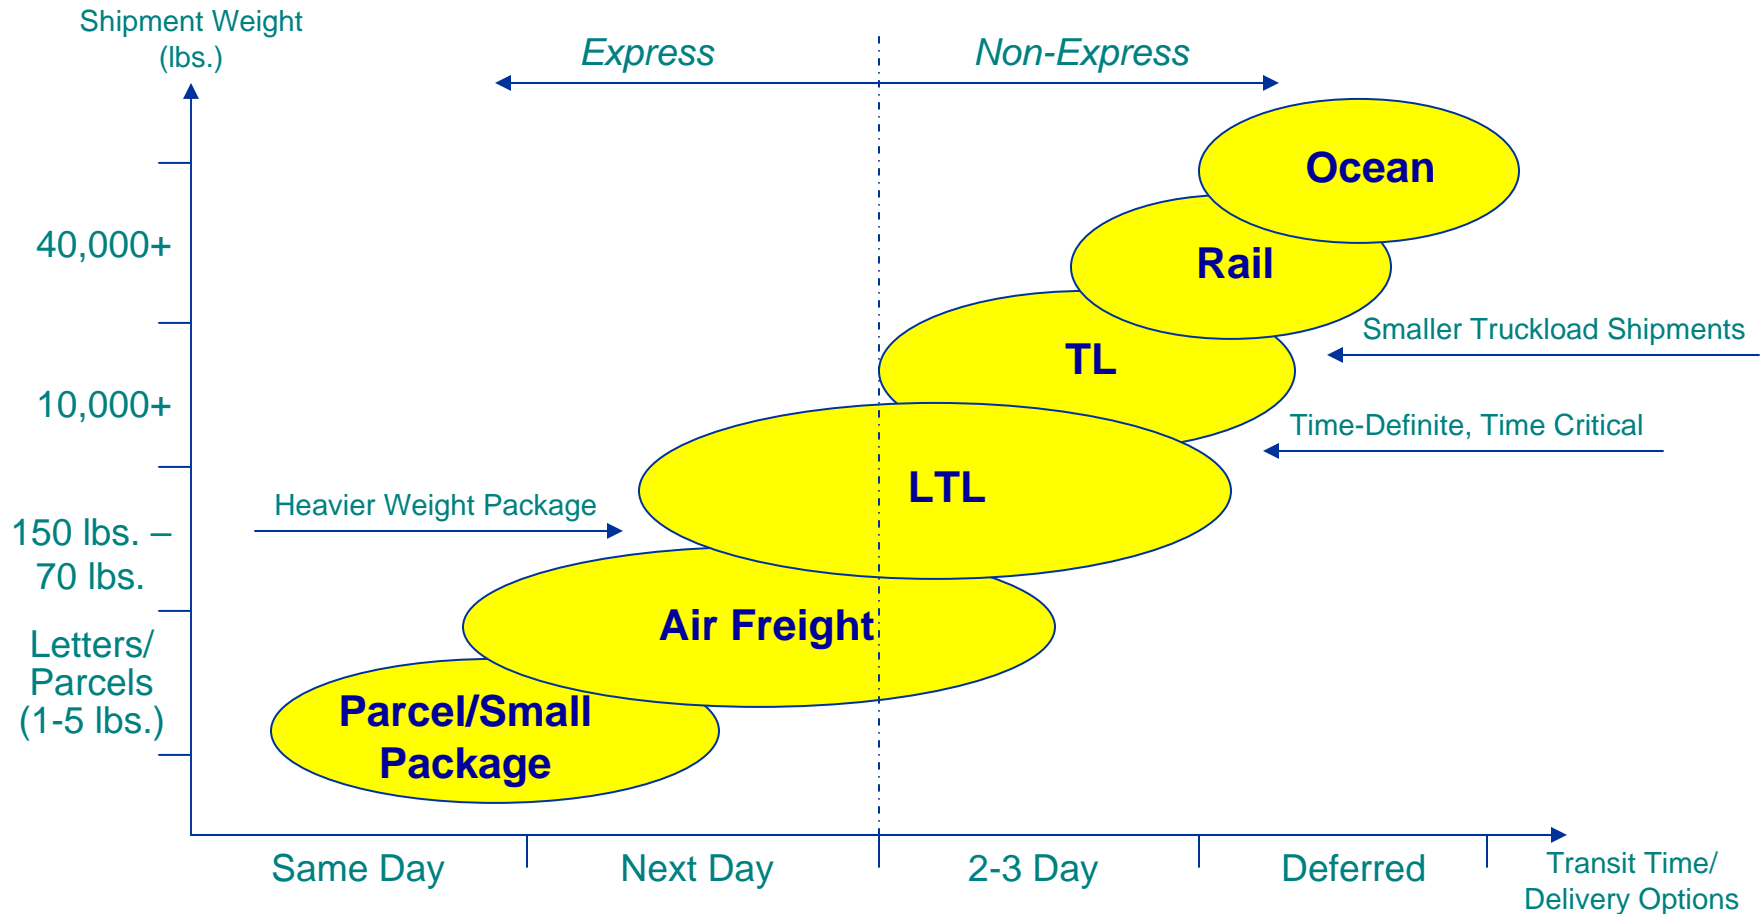 Shipment Weight
(lbs.)
Express
Non-Express
Ocean
40,000+
Rail
Smaller Truckload Shipments
TL
10,000+
Time-Definite, Time Critical
LTL
Heavier Weight Package
150 lbs. –
70 lbs.
Air Freight
Letters/
Parcels
(1-5 lbs.)
Parcel/Small
Package
Same Day
Next Day
2-3 Day
Deferred
Transit Time/
Delivery Options